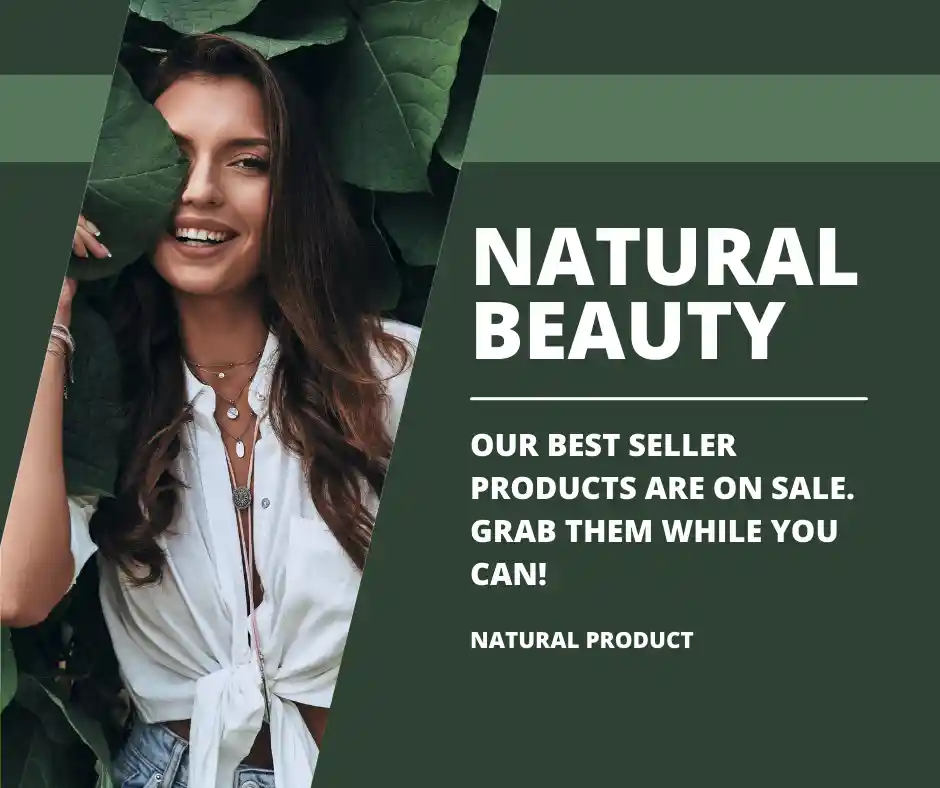 NATURAL
BEAUTY
OUR BEST SELLER
PRODUCTS ARE ON SALE.
GRAB THEM WHILE YOU
CAN!
NATURAL PRODUCT